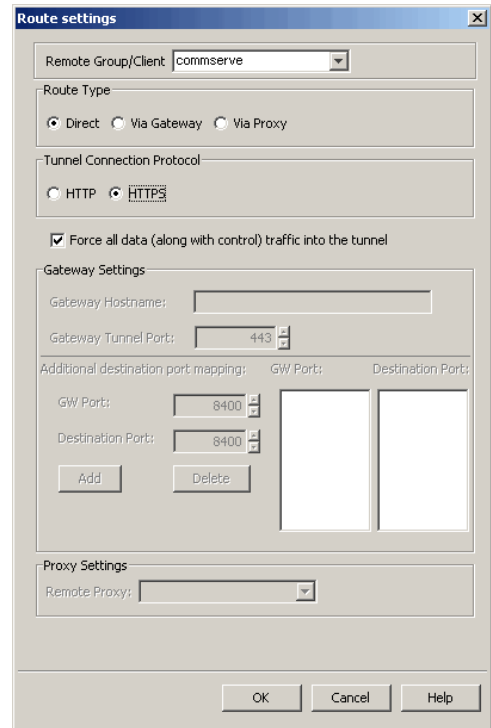 Route settings
Remote Group/Client commserve
Route Type
Direct Via Gateway Via Proxy
Tunnel Connection Protocol
HTTP HTTPS
Force all data (along with control) traffic into the tunnel
Gateway Settings
Gateway Hostname:
Gateway Tunnel Port: 443
Additional destination port mapping: GW Port: Destination Port:
GW Port: 8400
Destination Port: 8400
Add Delete
Proxy Settings
Remote Proxy:
OK Cancel Help